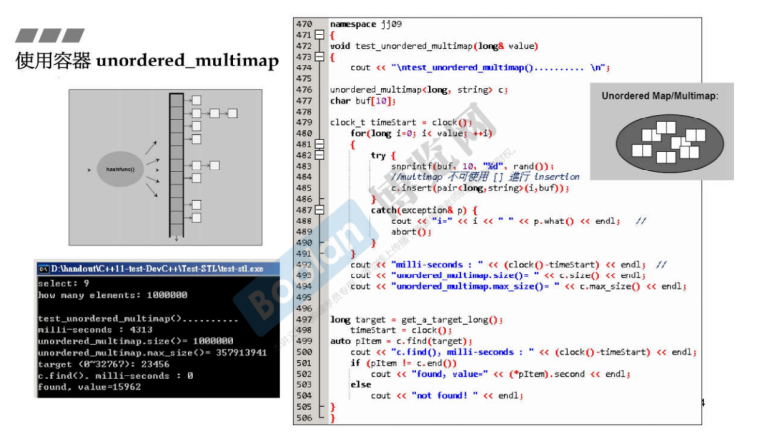 使用容器 unordered_multimap
hashfunc()
D:\handout\C++11-test-DevC++\Test-STL\test-stl.exe
select: 9
how many elements: 1000000
test_unordered_multimap()..........
milli-seconds : 4313
unordered_multimap.size()= 1000000
unordered_multimap.max_size()= 357913941
target (0~32767): 23456
c.find(), milli-seconds : 0
found, value=15962
470 namespace jj09
471 {
472 void test_unordered_multimap(long& value)
473 {
474 cout << "\ntest_unordered_multimap().......... \n";
475
476 unordered_multimap<long, string> c;
477 char buf[10];
478
479 clock_t timeStart = clock();
480 for(long i=0; i< value; ++i)
481 {
482 try {
483 snprintf(buf, 10, "%d", rand());
484 //multimap 不可使用 [] 進行 insertion
485 c.insert(pair<long,string>(i,buf));
486 }
487 catch(exception& p) {
488 cout << "i=" << i << " " << p.what() << endl; //
489 abort();
490 }
491 }
492 cout << "milli-seconds : " << (clock()-timeStart) << endl; //
493 cout << "unordered_multimap.size()= " << c.size() << endl;
494 cout << "unordered_multimap.max_size()= " << c.max_size() << endl;
495
496
497 long target = get_a_target_long();
498 timeStart = clock();
499 auto pItem = c.find(target);
500 cout << "c.find(), milli-seconds : " << (clock()-timeStart) << endl;
501 if (pItem != c.end())
502 cout << "found, value=" << (*pItem).second << endl;
503 else
504 cout << "not found! " << endl;
505 }
506 }
Unordered Map/Multimap:
Boolan 博览网
4